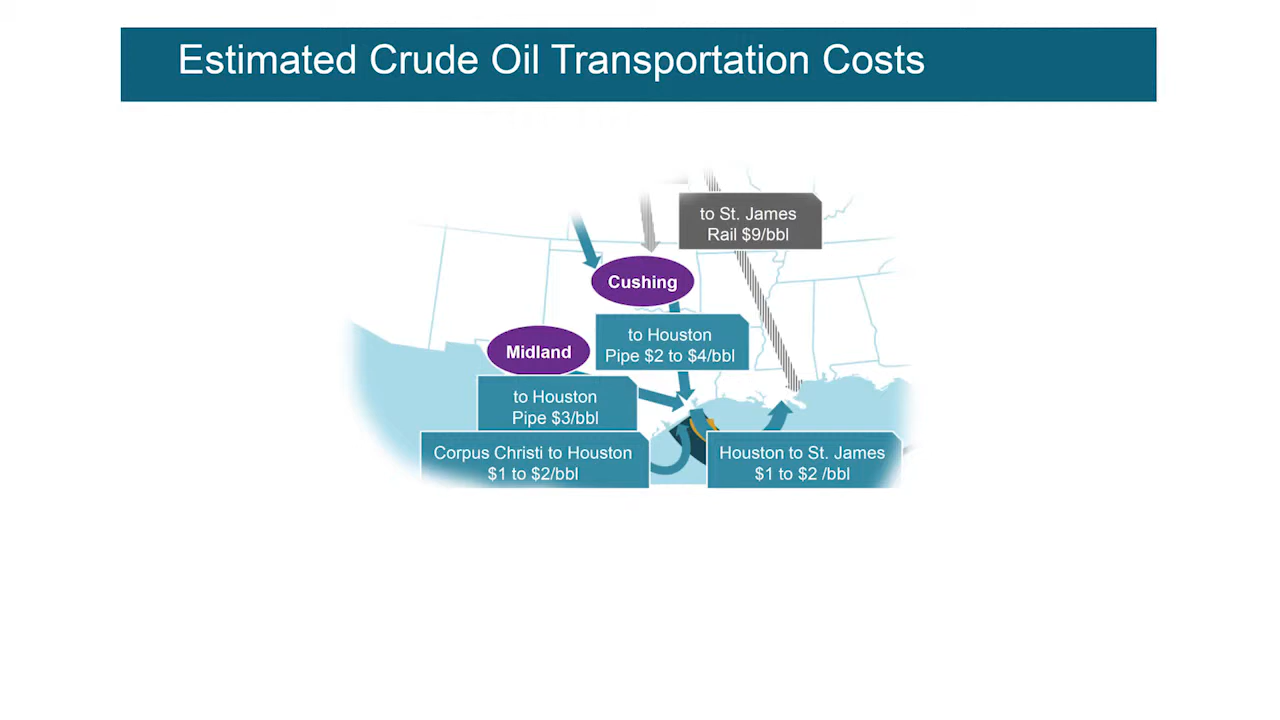 Estimated Crude Oil Transportation Costs
to St. James
Rail $9/bbl
Cushing
to Houston
Pipe $2 to $4/bbl
Midland
to Houston
Pipe $3/bbl
Corpus Christi to Houston
$1 to $2/bbl
Houston to St. James
$1 to $2 /bbl